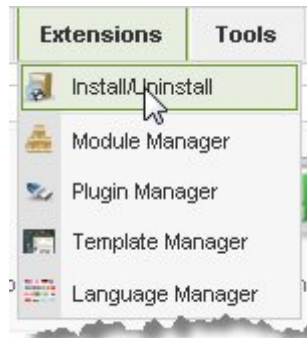 Extensions Tools
Install/Uninstall
Module Manager
Plugin Manager
Template Manager
Language Manager